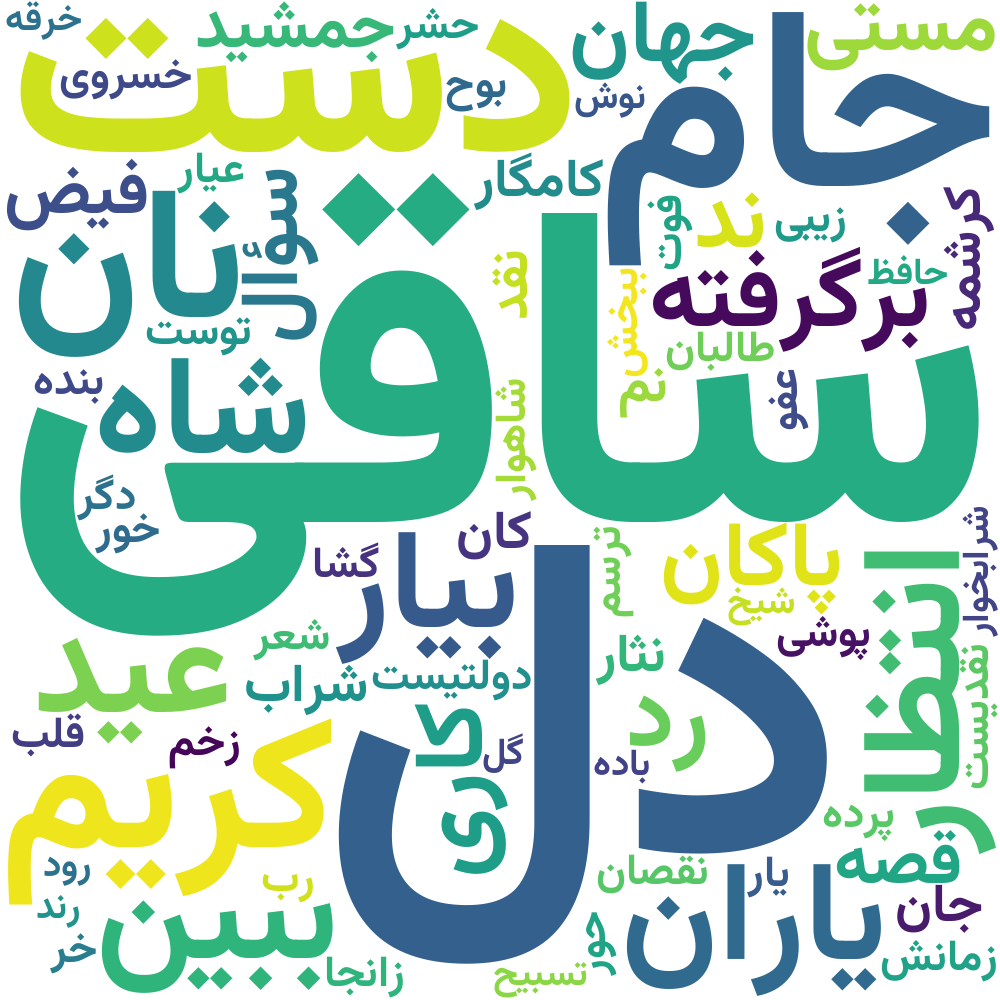 خرقه
جمشید
حشر
جهان
مستی
دست
خسروی
بوح
نوش
جام
فیض
عیار
سوأل
کامگار
کرشمه
نان
ساقی
فوت
ند
زیبی
نقد
ببخش
برگرفته
حافظ
توست
طالبان
بنده
شاه
شاهوار
نم
عفو
دگر
خور
کان
گشا
بیار
ترسم
پاکان
شیخ
شرابخوار
انتظار
دل
شعر
نثار
پوشی
عید
شراب
دولتیست
نقدیست
قلب
زخم
کاری
گل
رد
باده
کریم
پرده
قصه
رود
رب
نقصان
یار
یاران
جان
رند
ببین
خر
زانجا
تسبیح
حور
زمانش